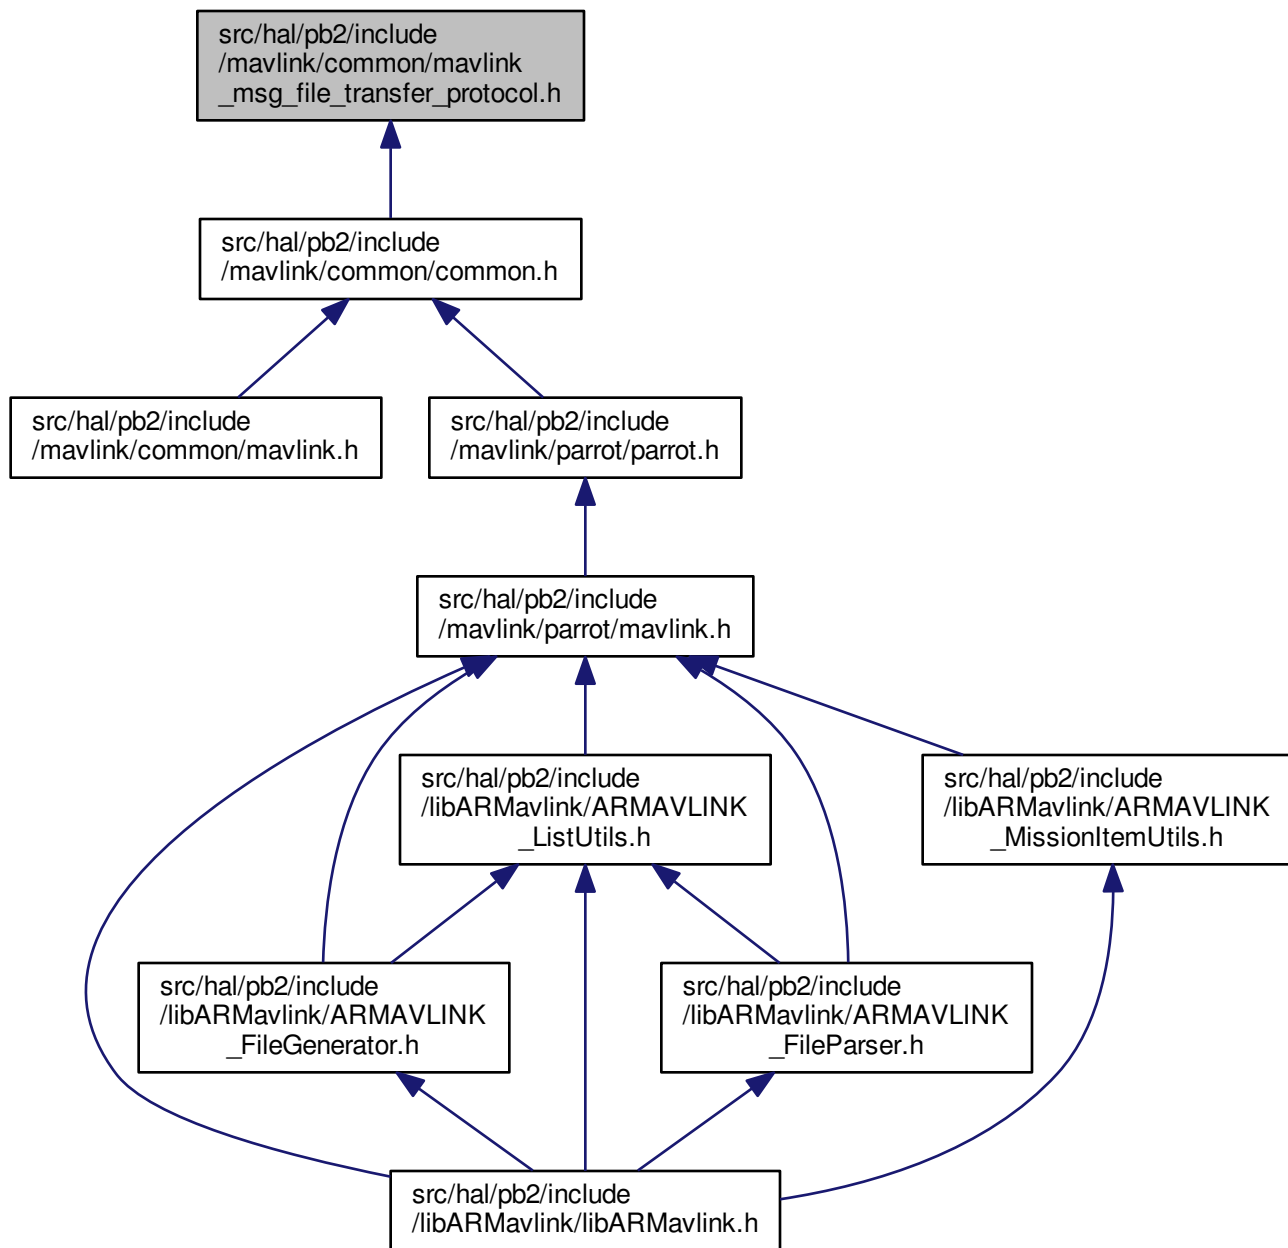 src/hal/pb2/include
/mavlink/common/mavlink
_msg_file_transfer_protocol.h
src/hal/pb2/include
/mavlink/common/common.h
src/hal/pb2/include
/mavlink/common/mavlink.h
src/hal/pb2/include
/mavlink/parrot/parrot.h
src/hal/pb2/include
/mavlink/parrot/mavlink.h
src/hal/pb2/include
/libARMavlink/ARMAVLINK
_ListUtils.h
src/hal/pb2/include
/libARMavlink/ARMAVLINK
_MissionItemUtils.h
src/hal/pb2/include
/libARMavlink/ARMAVLINK
_FileGenerator.h
src/hal/pb2/include
/libARMavlink/ARMAVLINK
_FileParser.h
src/hal/pb2/include
/libARMavlink/libARMavlink.h